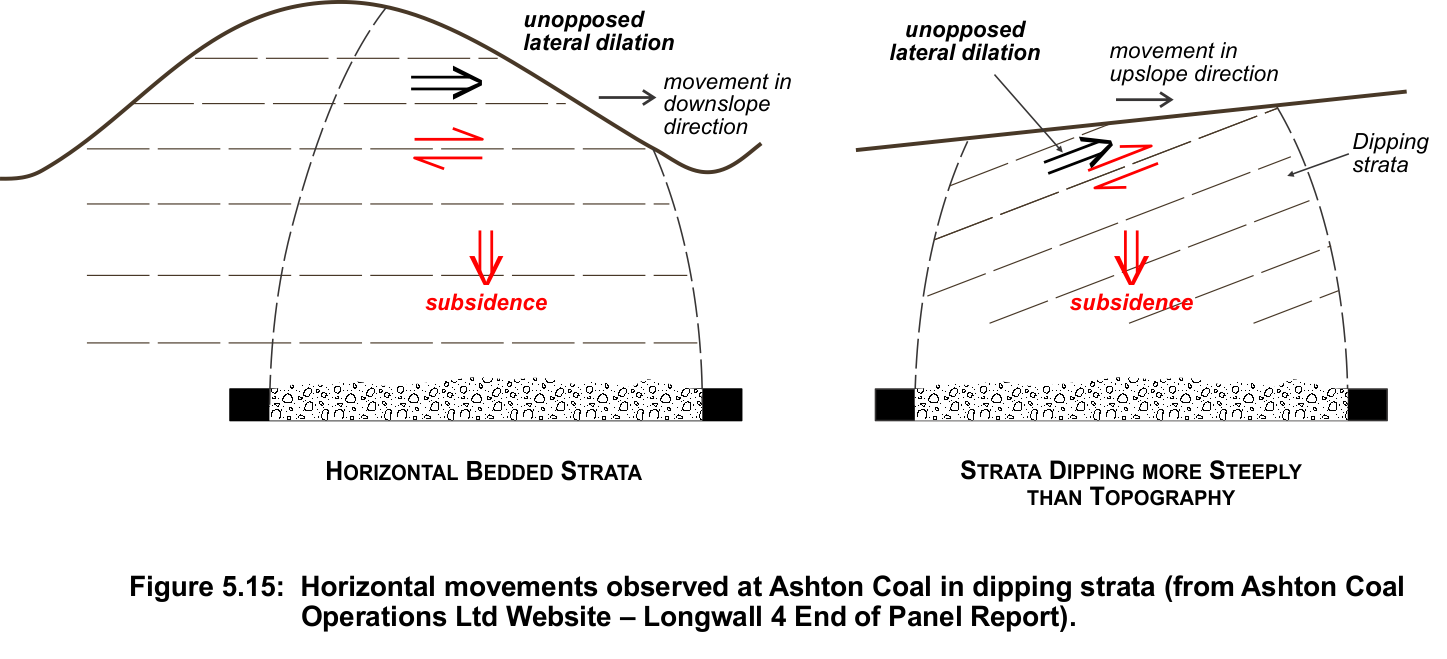 unopposed
lateral dilation
movement in
downslope
direction
subsidence
HORIZONTAL BEDDED STRATA
unopposed
lateral dilation
movement in
upslope direction
Dipping
strata
subsidence
STRATA DIPPING MORE STEEPLY
THAN TOPOGRAPHY
Figure 5.15: Horizontal movements observed at Ashton Coal in dipping strata (from Ashton Coal
Operations Ltd Website – Longwall 4 End of Panel Report).